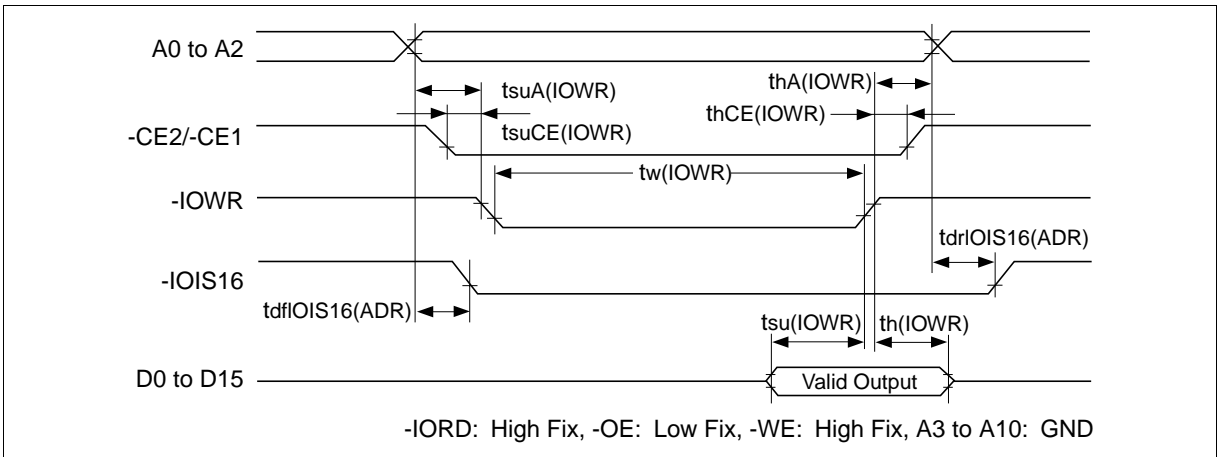 A0 to A2
tsuA(IOWR)
thA(IOWR)
thCE(IOWR)
-CE2/-CE1
tsuCE(IOWR)
tw(IOWR)
-IOWR
tdrIOIS16(ADR)
-IOIS16
tdfIOIS16(ADR)
tsu(IOWR)
th(IOWR)
D0 to D15
Valid Output
-IORD: High Fix, -OE: Low Fix, -WE: High Fix, A3 to A10: GND